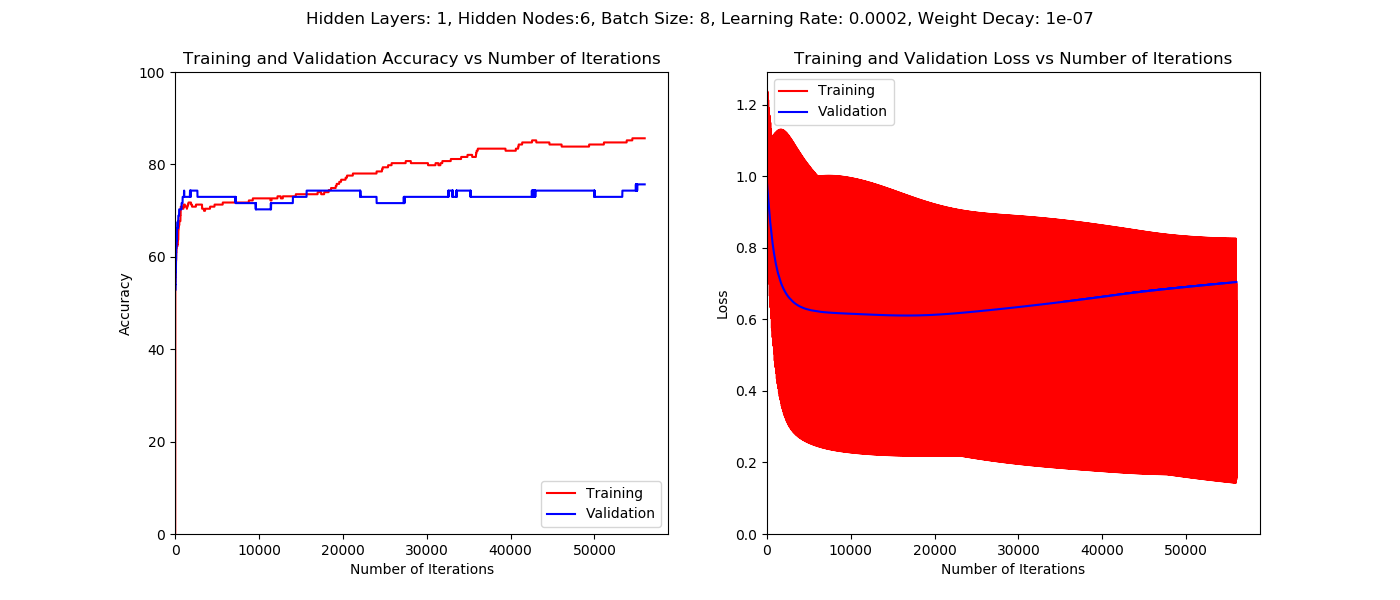 Hidden Layers: 1, Hidden Nodes:6, Batch Size: 8, Learning Rate: 0.0002, Weight Decay: 1e-07
Training and Validation Accuracy vs Number of Iterations
100
80
60
40
20
0
Accuracy
0 10000 20000 30000 40000 50000
Number of Iterations
Training
Validation
Training and Validation Loss vs Number of Iterations
Training
Validation
1.2
1.0
0.8
0.6
0.4
0.2
0.0
Loss
0 10000 20000 30000 40000 50000
Number of Iterations